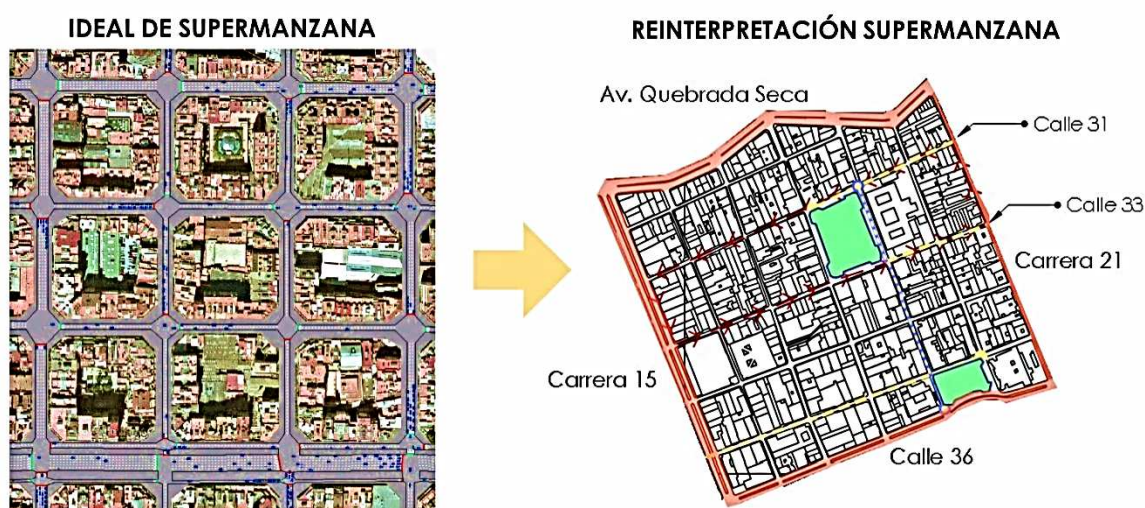 IDEAL DE SUPERMANZANA
REINTERPRETACIÓN SUPERMANZANA
Av. Quebrada Seca
Calle 31
Calle 33
Carrera 21
Carrera 15
Calle 36